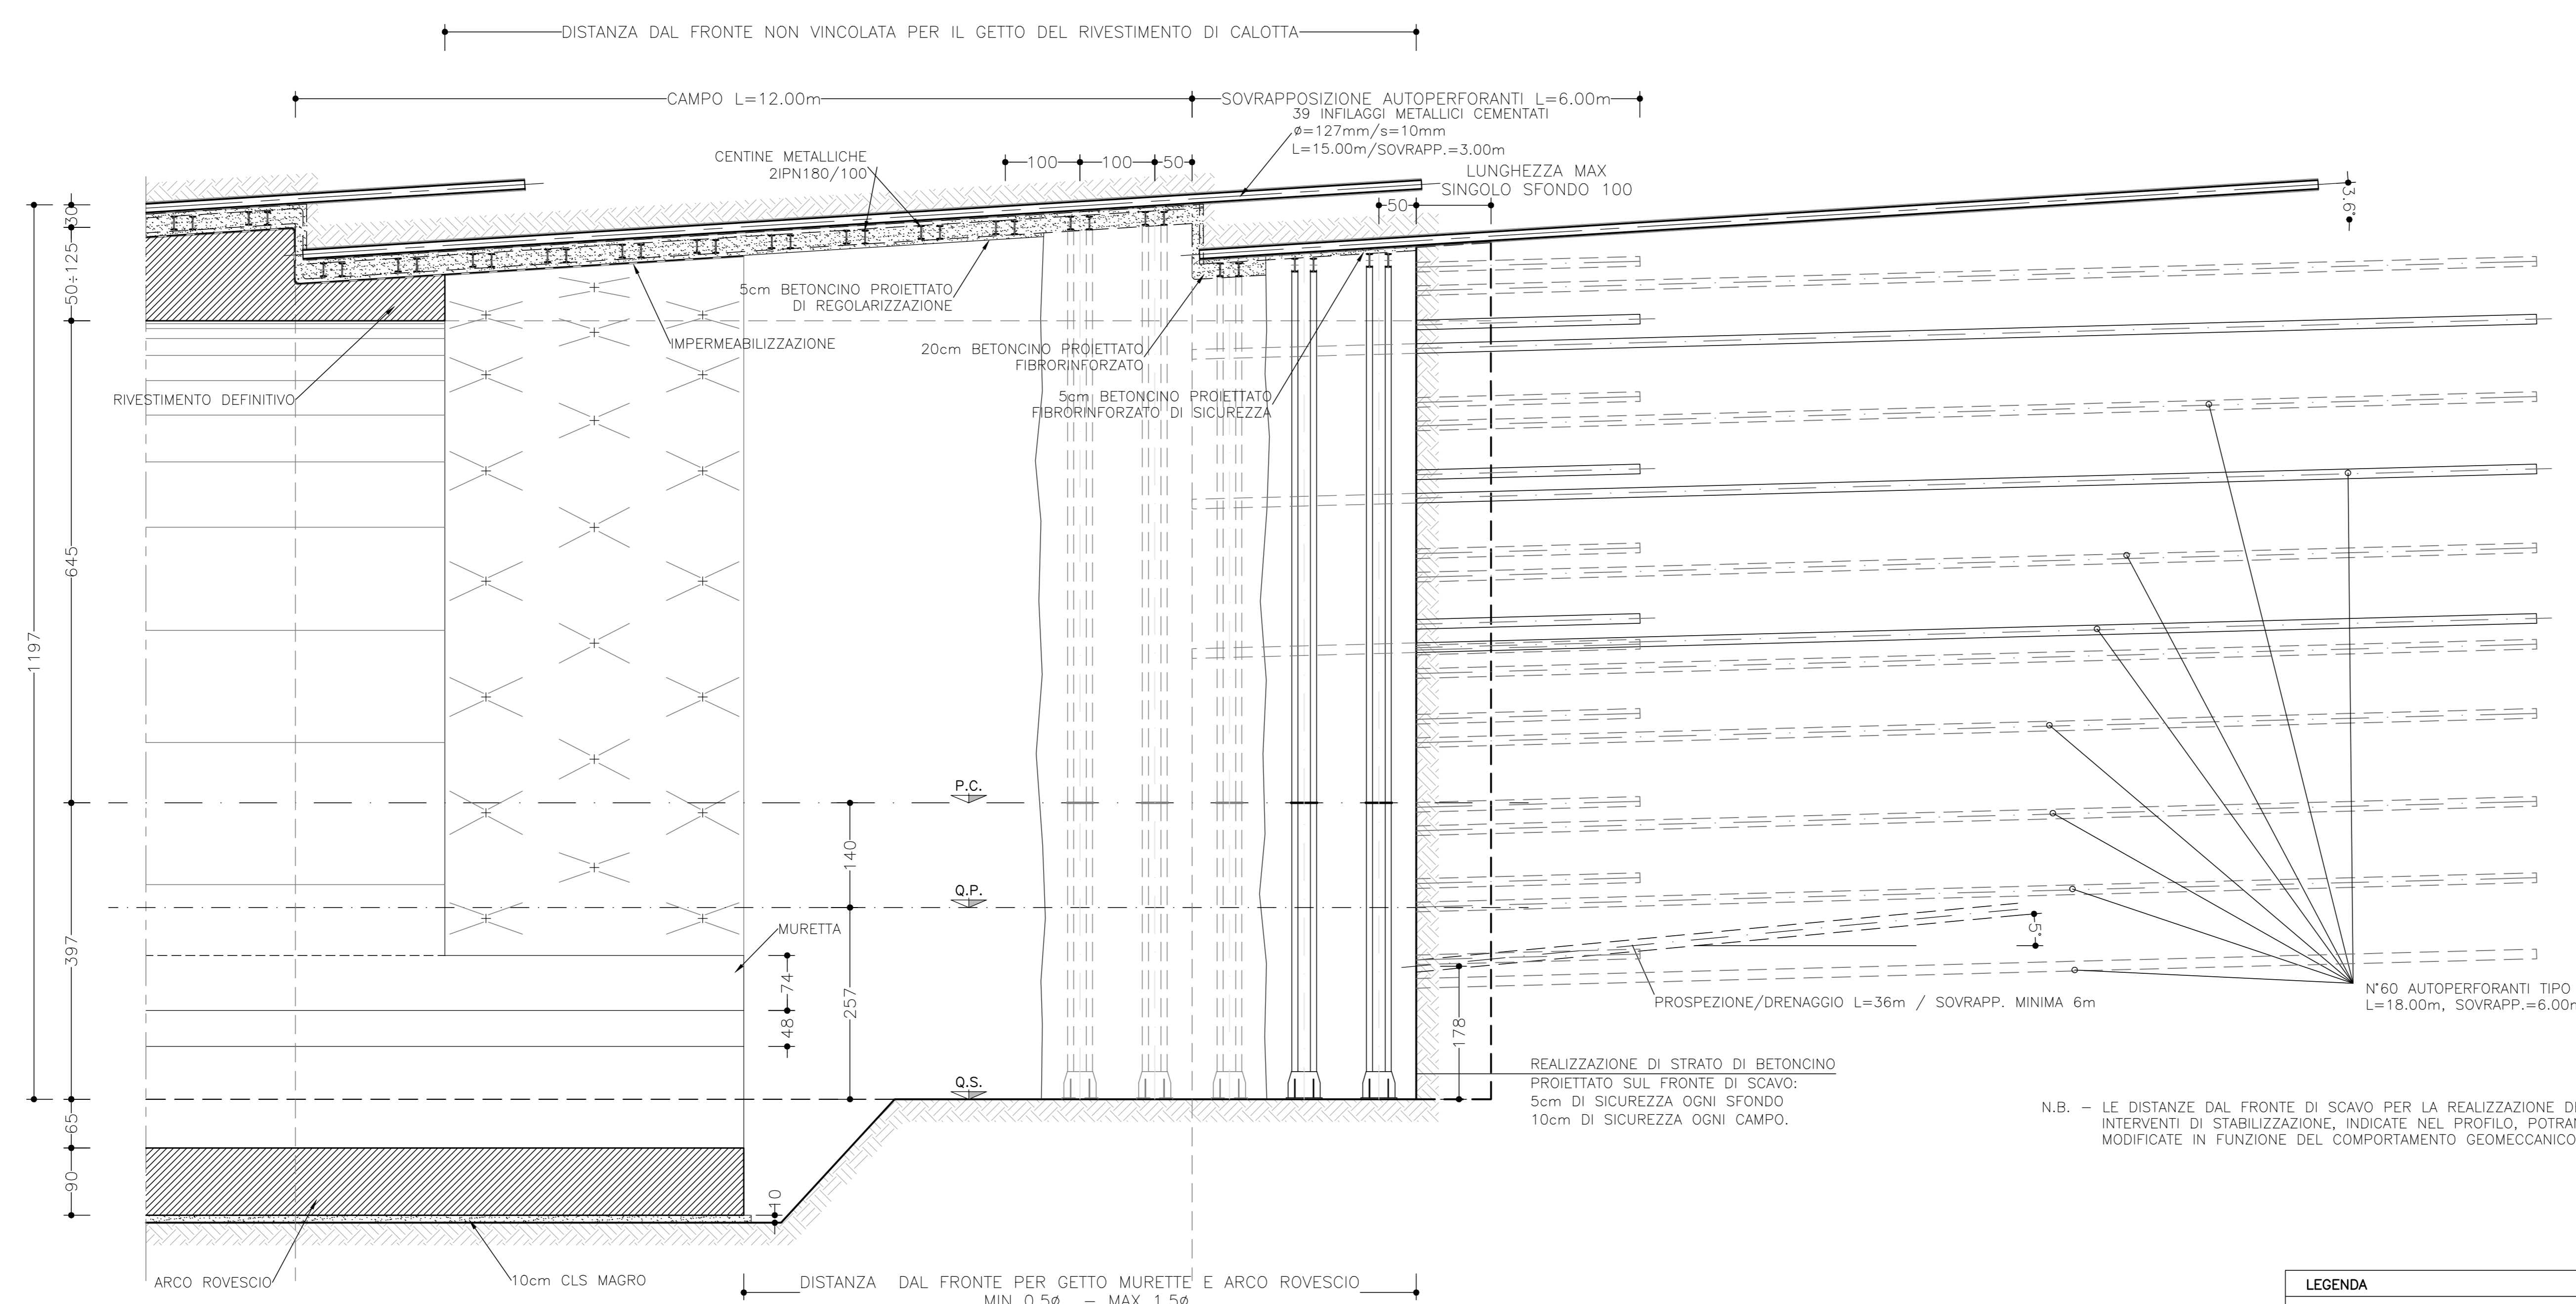 DISTANZA DAL FRONTE NON VINCOLATA PER IL GETTO DEL RIVESTIMENTO DI CALOTTA
CAMPO L=12.00m
SOVRAPPOSIZIONE AUTOPERFORANTI L=6.00m
39 INFILAGGI METALLICI CEMENTATI
ø=127mm/s=10mm
L=15.00m/SOVRAPP.=3.00m
CENTINE METALLICHE
2IPN180/100
100
100
50
LUNGHEZZA MAX
SINGOLO SFONDO 100
50
3.6°
30
50÷125
645
1197
397
65
90
5cm BETONCINO PROIETTATO
DI REGOLARIZZAZIONE
IMPERMEABILIZZAZIONE
20cm BETONCINO PROIETTATO
FIBRORINFORZATO
5cm BETONCINO PROIETTATO
FIBRORINFORZATO DI SICUREZZA
RIVESTIMENTO DEFINITIVO
P.C.
140
Q.P.
MURETTA
74
48
257
Q.S.
178
5°
PROSPEZIONE/DRENAGGIO L=36m / SOVRAPP. MINIMA 6m
N°60 AUTOPERFORANTI TIPO
L=18.00m, SOVRAPP.=6.00m
REALIZZAZIONE DI STRATO DI BETONCINO
PROIETTATO SUL FRONTE DI SCAVO:
5cm DI SICUREZZA OGNI SFONDO
10cm DI SICUREZZA OGNI CAMPO.
N.B. – LE DISTANZE DAL FRONTE DI SCAVO PER LA REALIZZAZIONE
INTERVENTI DI STABILIZZAZIONE, INDICATE NEL PROFILO,
MODIFICATE IN FUNZIONE DEL COMPORTAMENTO GEOMECCANICO
10
ARCO ROVESCIO
10cm CLS MAGRO
DISTANZA DAL FRONTE PER GETTO MURETTE E ARCO ROVESCIO
MIN 0.5ø – MAX 1.5ø
LEGENDA